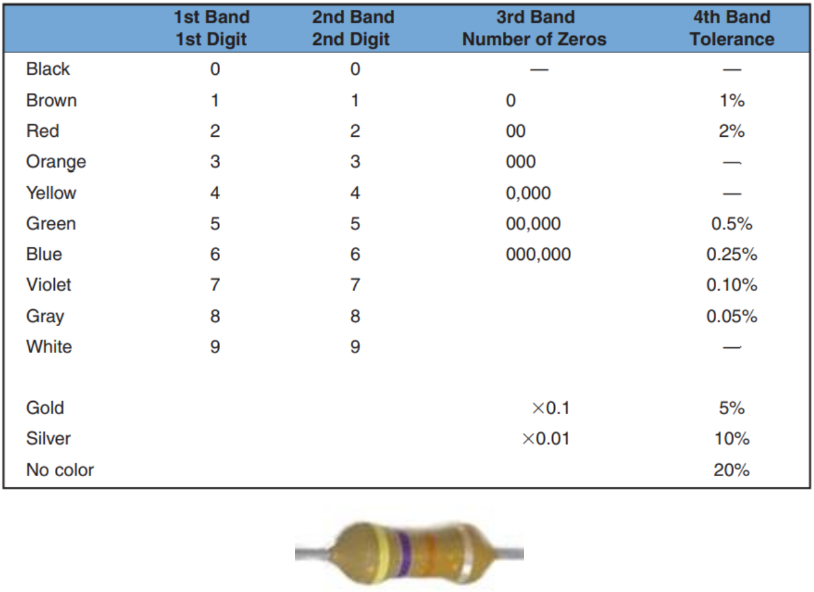 1st Band 2nd Band 3rd Band 4th Band
1st Digit 2nd Digit Number of Zeros Tolerance
Black 0 0 — —
Brown 1 1 0 1%
Red 2 2 00 2%
Orange 3 3 000 —
Yellow 4 4 0,000 —
Green 5 5 00,000 0.5%
Blue 6 6 000,000 0.25%
Violet 7 7 0.10%
Gray 8 8 0.05%
White 9 9 —
Gold ×0.1 5%
Silver ×0.01 10%
No color 20%